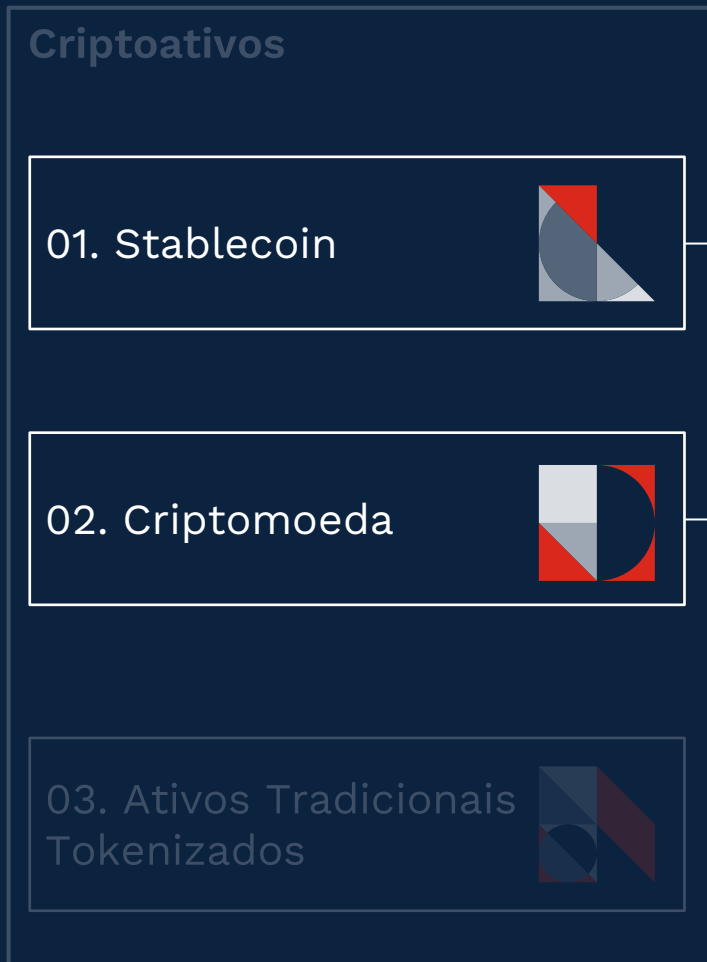 Criptoativos
01. Stablecoin
02. Criptomoeda
03. Ativos Tradicionais
Tokenizados